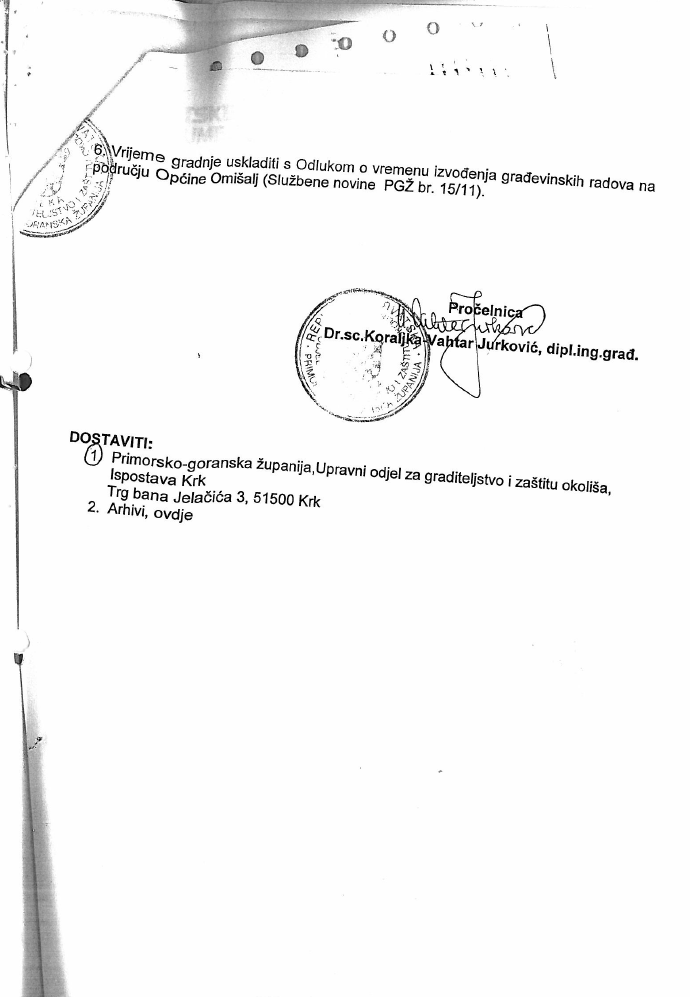 6. Vrijeme gradnje uskladiti s Odlukom o vremenu izvođenja građevinskih radova na
području Općine Omišalj (Službene novine PGŽ br. 15/11).
Pročelnica
Dr.sc.Koraljka Vahtar Jurković, dipl.ing.građ.
DOSTAVITI:
1 Primorsko-goranska županija,Upravni odjel za graditeljstvo i zaštitu okoliša,
Ispostava Krk
Trg bana Jelačića 3, 51500 Krk
2. Arhivi, ovdje